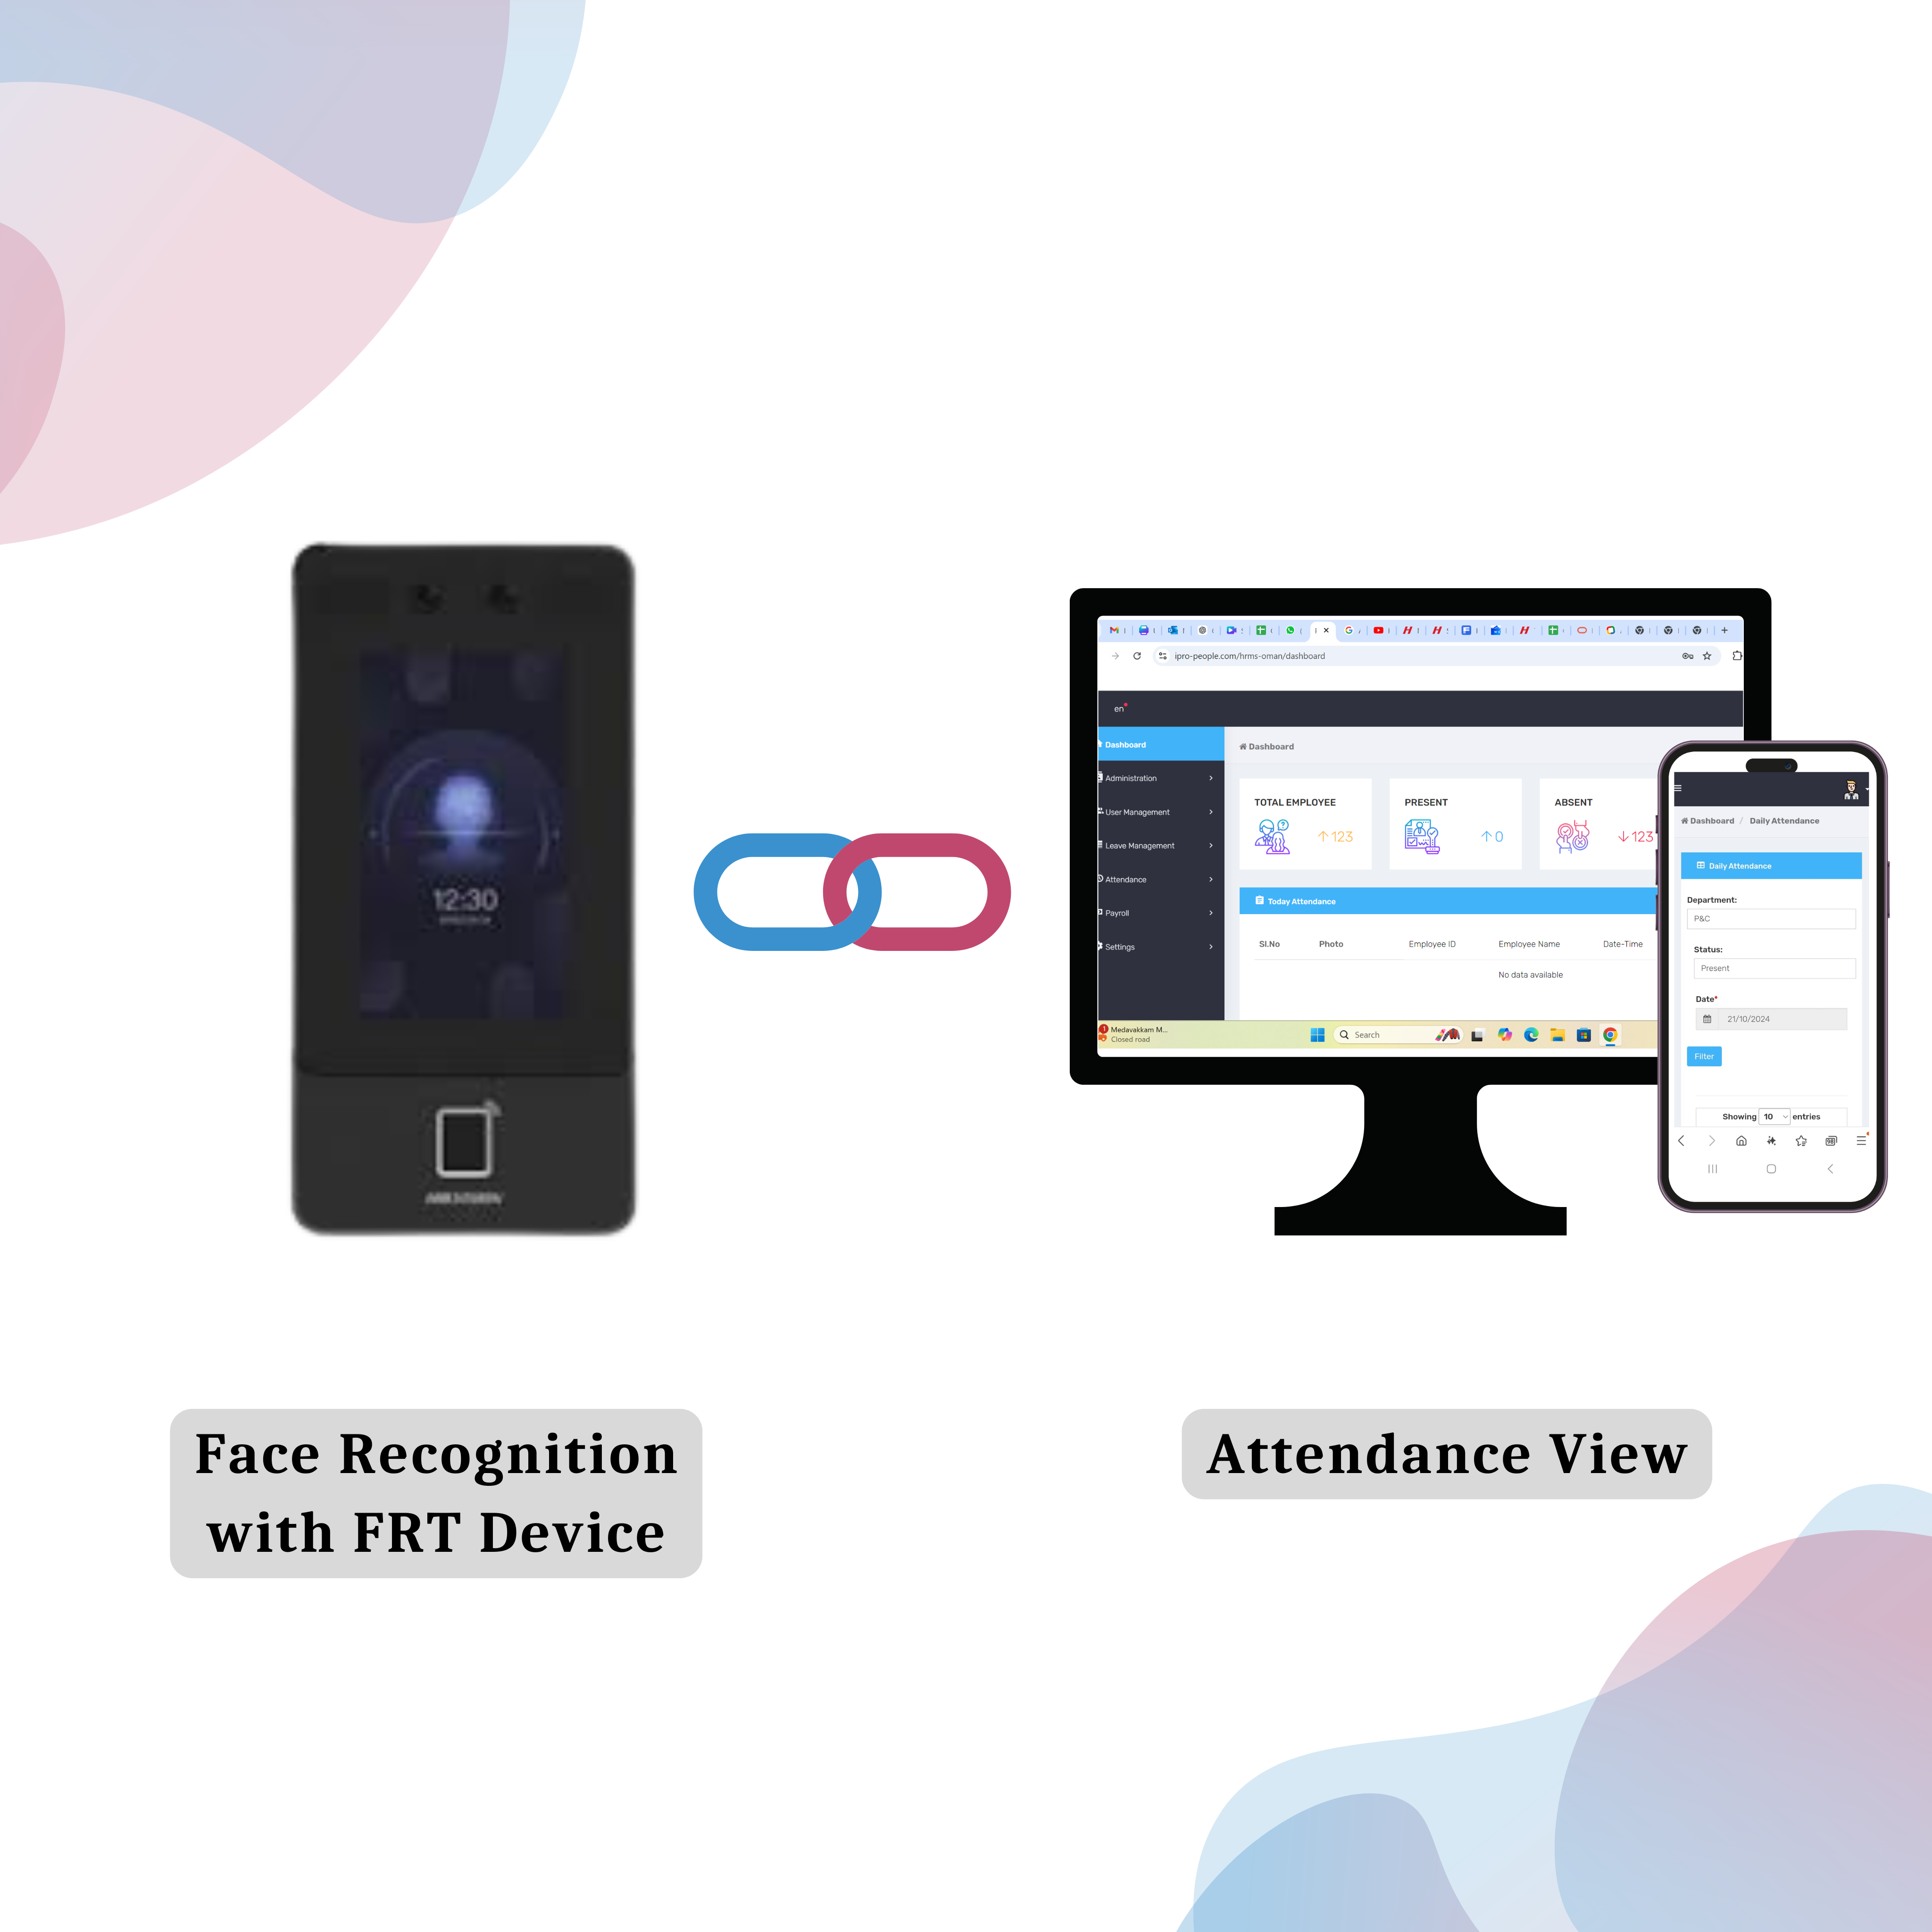 12:30
ipro-people.com/hrms-oman/dashboard
en
Dashboard
Administration
User Management
Leave Management
Attendance
Payroll
Settings
Dashboard
TOTAL EMPLOYEE
123
PRESENT
0
ABSENT
123
Today Attendance
Sl.No Photo Employee ID Employee Name Date-Time
No data available
1
Medavakkam M...
Closed road
Search
Dashboard / Daily Attendance
Daily Attendance
Department:
P&C
Status:
Present
Date*
21/10/2024
Filter
Showing 10 entries
Face Recognition
with FRT Device
Attendance View